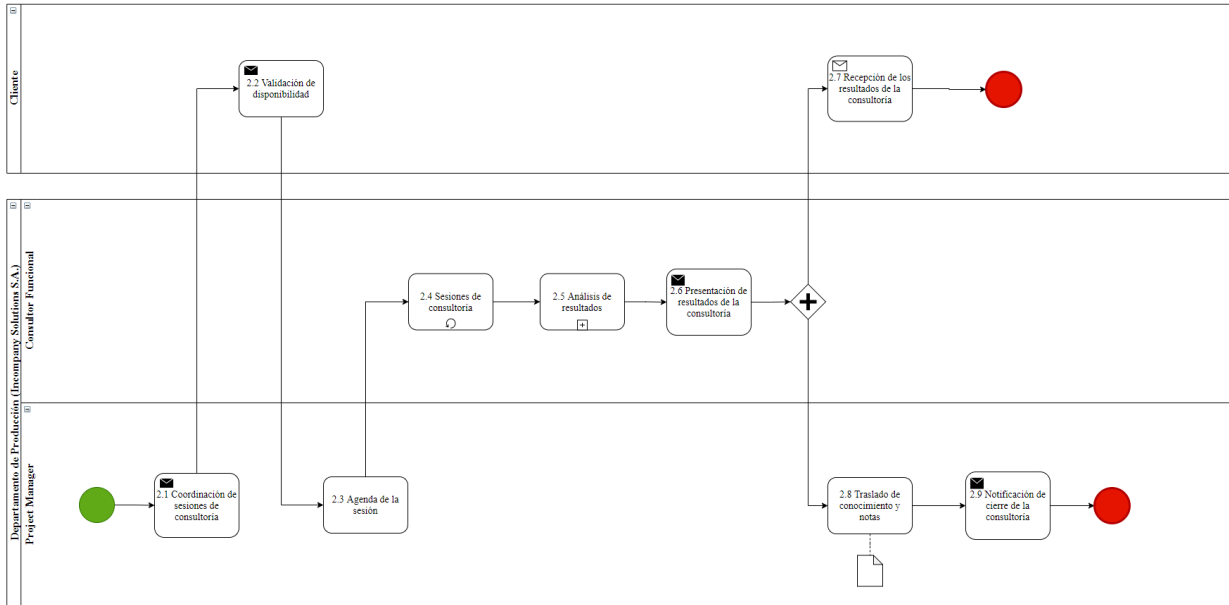 Cliente
2.2 Validación de
disponibilidad
2.7 Recepción de los
resultados de la
consultoría
Departamento de Producción (Incompany Solutions S.A.)
Consultor Funcional
2.4 Sesiones de
consultoría
2.5 Análisis de
resultados
2.6 Presentación de
resultados de la
consultoría
Project Manager
2.1 Coordinación de
sesiones de
consultoría
2.3 Agenda de la
sesión
2.8 Traslado de
conocimiento y
notas
2.9 Notificación de
cierre de la
consultoría